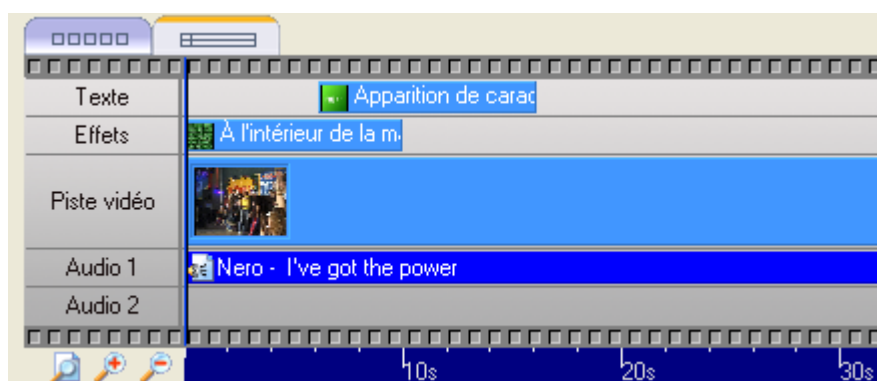 Texte
Apparition de carac
Effets
À l'intérieur de la m
Piste vidéo
Audio 1
Nero - I've got the power
Audio 2
10s 20s 30s